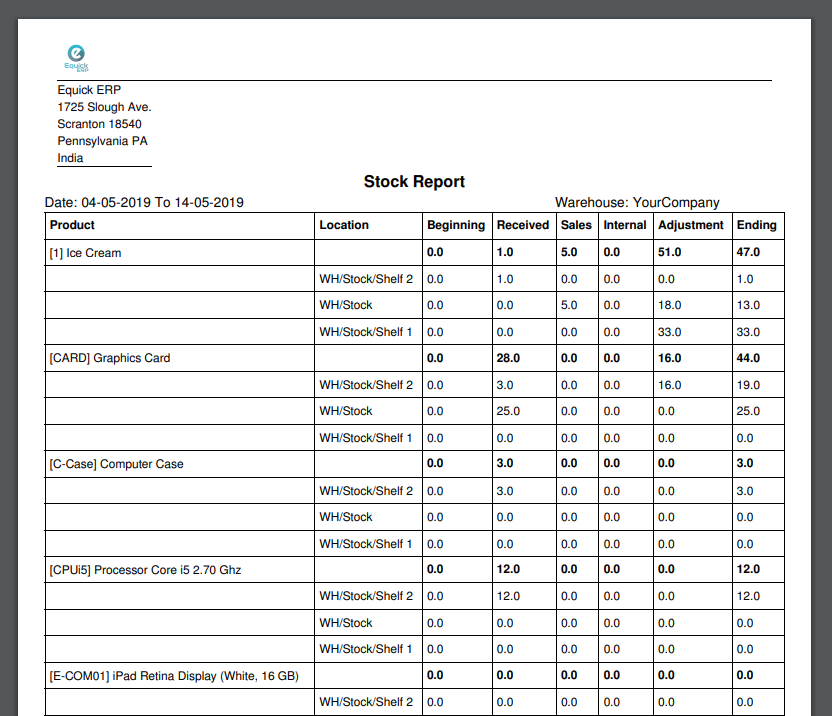 Equick
ERP
Equick ERP
1725 Slough Ave.
Scranton 18540
Pennsylvania PA
India
Stock Report
Date: 04-05-2019 To 14-05-2019 Warehouse: YourCompany
Product Location Beginning Received Sales Internal Adjustment Ending
[1] Ice Cream 0.0 1.0 5.0 0.0 51.0 47.0
WH/Stock/Shelf 2 0.0 1.0 0.0 0.0 0.0 1.0
WH/Stock 0.0 0.0 5.0 0.0 18.0 13.0
WH/Stock/Shelf 1 0.0 0.0 0.0 0.0 33.0 33.0
[CARD] Graphics Card 0.0 28.0 0.0 0.0 16.0 44.0
WH/Stock/Shelf 2 0.0 3.0 0.0 0.0 16.0 19.0
WH/Stock 0.0 25.0 0.0 0.0 0.0 25.0
WH/Stock/Shelf 1 0.0 0.0 0.0 0.0 0.0 0.0
[C-Case] Computer Case 0.0 3.0 0.0 0.0 0.0 3.0
WH/Stock/Shelf 2 0.0 3.0 0.0 0.0 0.0 3.0
WH/Stock 0.0 0.0 0.0 0.0 0.0 0.0
WH/Stock/Shelf 1 0.0 0.0 0.0 0.0 0.0 0.0
[CPUi5] Processor Core i5 2.70 Ghz 0.0 12.0 0.0 0.0 0.0 12.0
WH/Stock/Shelf 2 0.0 12.0 0.0 0.0 0.0 12.0
WH/Stock 0.0 0.0 0.0 0.0 0.0 0.0
WH/Stock/Shelf 1 0.0 0.0 0.0 0.0 0.0 0.0
[E-COM01] iPad Retina Display (White, 16 GB) 0.0 0.0 0.0 0.0 0.0 0.0
WH/Stock/Shelf 2 0.0 0.0 0.0 0.0 0.0 0.0